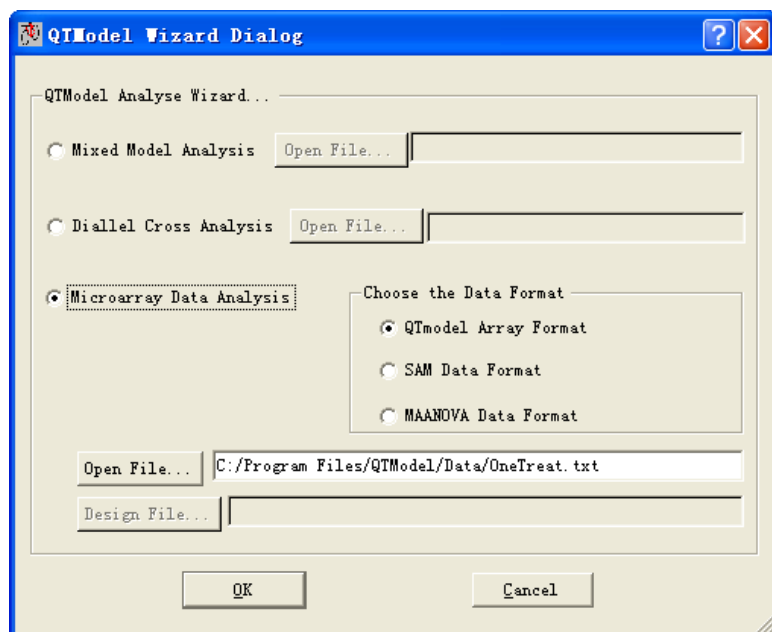 QTModel Wizard Dialog
QTModel Analyse Wizard...
Mixed Model Analysis Open File...
Diallel Cross Analysis Open File...
Microarray Data Analysis
Choose the Data Format
QTmodel Array Format
SAM Data Format
MAANOVA Data Format
Open File... C:/Program Files/QTModel/Data/OneTreat.txt
Design File...
OK Cancel